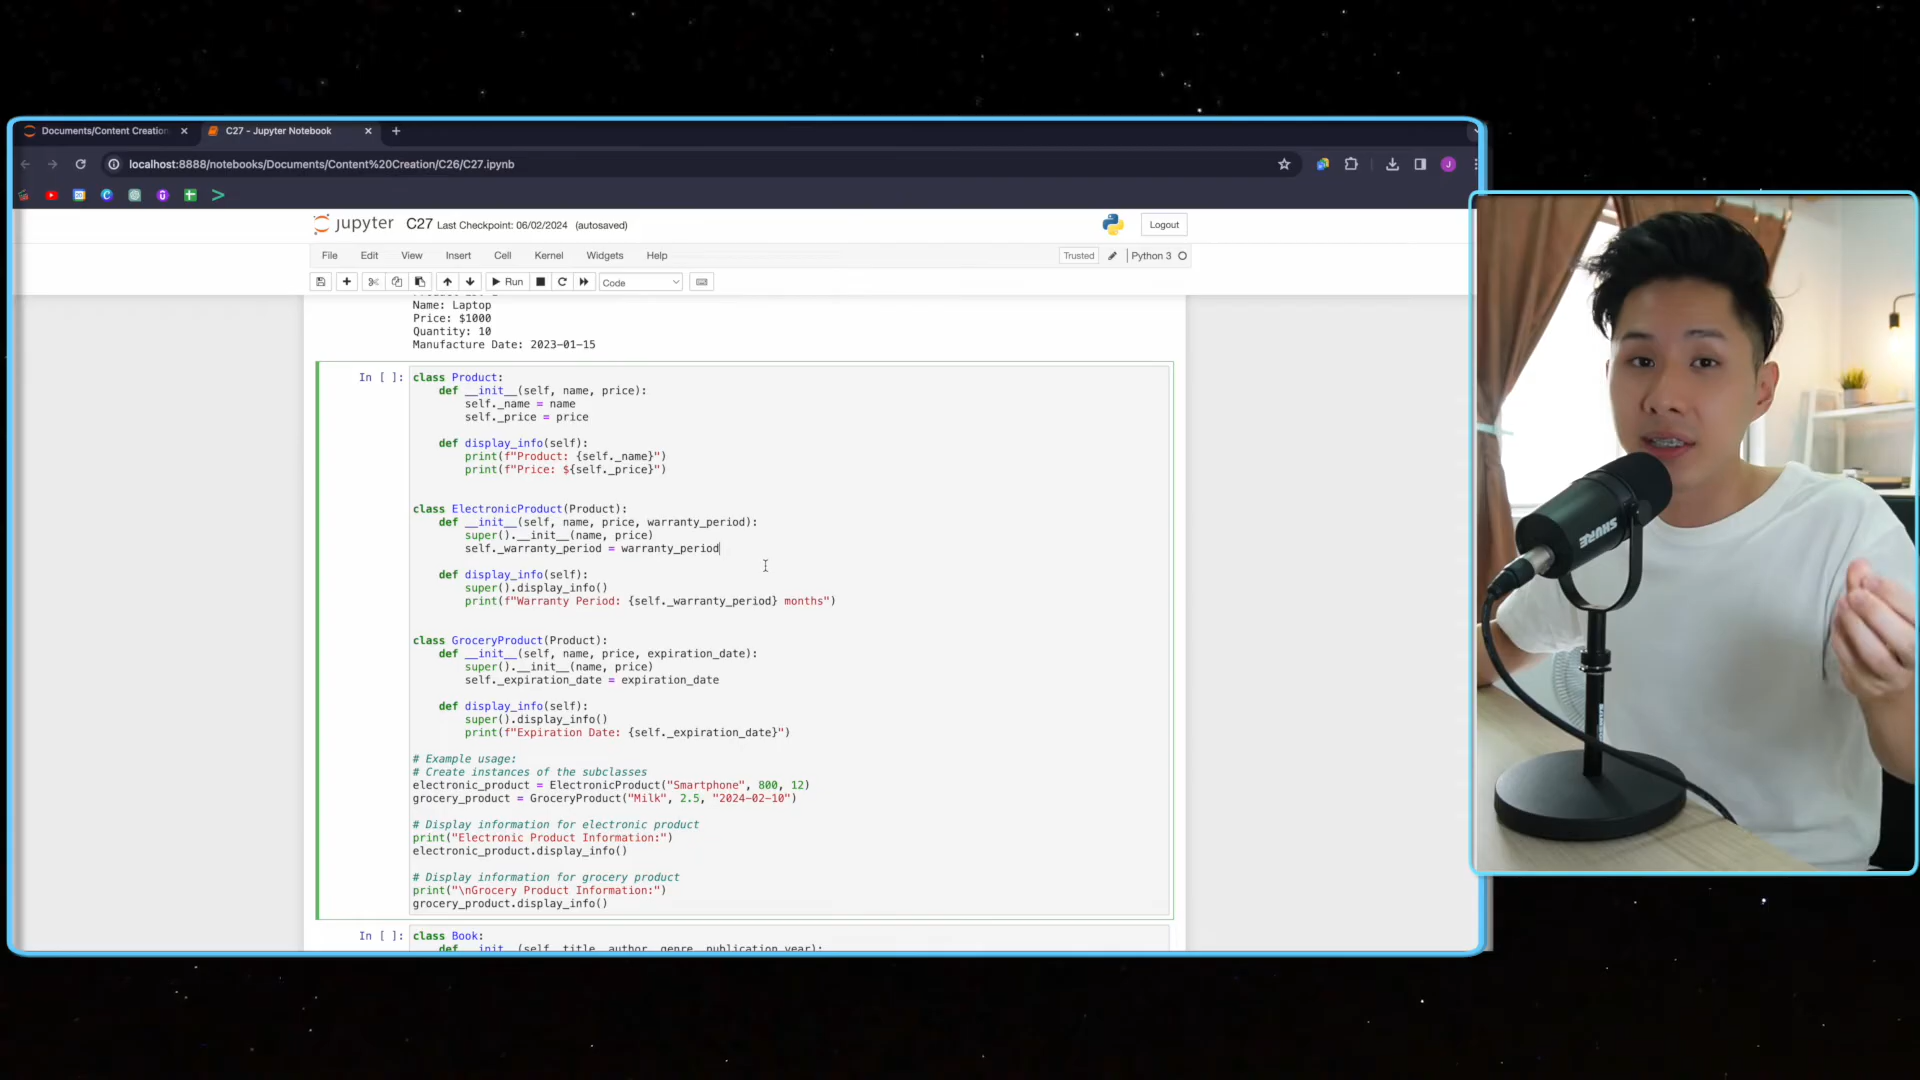 Documents/Content Creation
C27 - Jupyter Notebook
localhost:8888/notebooks/Documents/Content%20Creation/C26/C27.ipynb
J
jupyter C27 Last Checkpoint: 06/02/2024 (autosaved)
Logout
File Edit View Insert Cell Kernel Widgets Help
Trusted Python 3
Run
Code
Name: Laptop
Price: $1000
Quantity: 10
Manufacture Date: 2023-01-15
In [ ]: class Product:
def __init__(self, name, price):
self._name = name
self._price = price
def display_info(self):
print(f"Product: {self._name}")
print(f"Price: ${self._price}")
class ElectronicProduct(Product):
def __init__(self, name, price, warranty_period):
super().__init__(name, price)
self._warranty_period = warranty_period
def display_info(self):
super().display_info()
print(f"Warranty Period: {self._warranty_period} months")
class GroceryProduct(Product):
def __init__(self, name, price, expiration_date):
super().__init__(name, price)
self._expiration_date = expiration_date
def display_info(self):
super().display_info()
print(f"Expiration Date: {self._expiration_date}")
# Example usage:
# Create instances of the subclasses
electronic_product = ElectronicProduct("Smartphone", 800, 12)
grocery_product = GroceryProduct("Milk", 2.5, "2024-02-10")
# Display information for electronic product
print("Electronic Product Information:")
electronic_product.display_info()
# Display information for grocery product
print("\nGrocery Product Information:")
grocery_product.display_info()
In [ ]: class Book:
def __init__(self, title, author, genre, publication_year):
SHURE